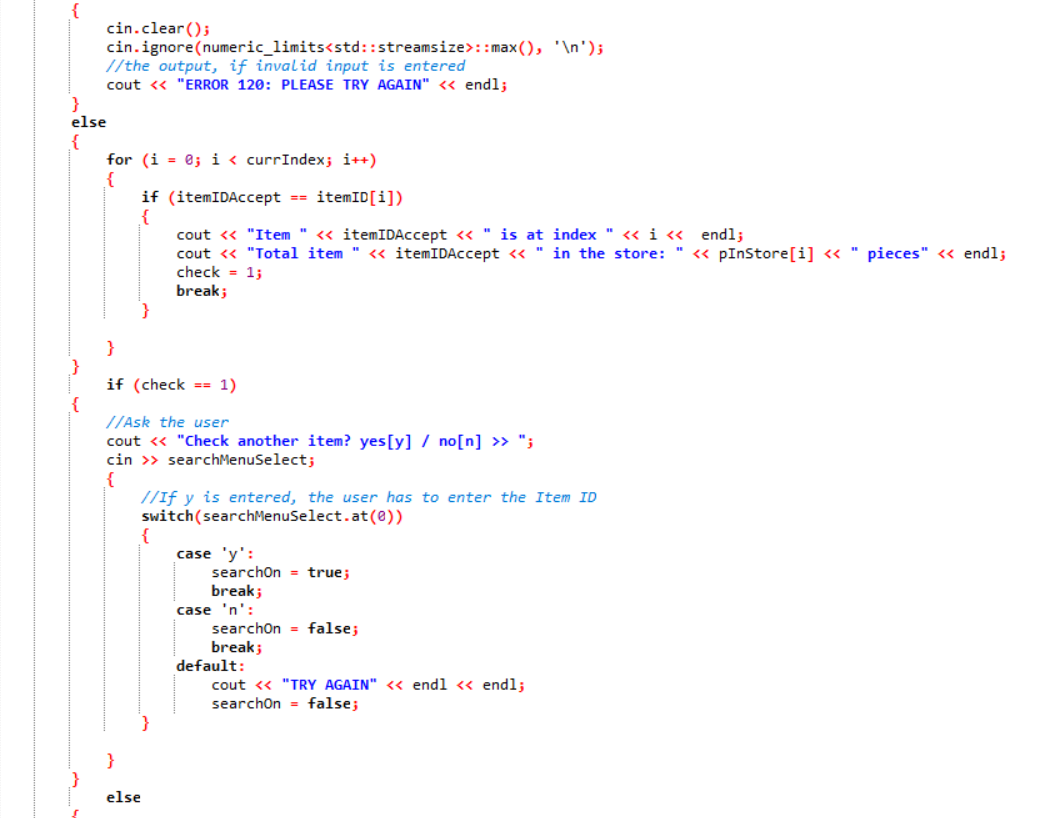 {
cin.clear();
cin.ignore(numeric_limits<std::streamsize>::max(), '\n');
//the output, if invalid input is entered
cout << "ERROR 120: PLEASE TRY AGAIN" << endl;
}
else
{
for (i = 0; i < currIndex; i++)
{
if (itemIDAccept == itemID[i])
{
cout << "Item " << itemIDAccept << " is at index " << i <<  endl;
cout << "Total item " << itemIDAccept << " in the store: " << pInStore[i] << " pieces" << endl;
check = 1;
break;
}
}
}
if (check == 1)
{
//Ask the user
cout << "Check another item? yes[y] / no[n] >> ";
cin >> searchMenuSelect;
{
//If y is entered, the user has to enter the Item ID
switch(searchMenuSelect.at(0))
{
case 'y':
searchOn = true;
break;
case 'n':
searchOn = false;
break;
default:
cout << "TRY AGAIN" << endl << endl;
searchOn = false;
}
}
}
else
{